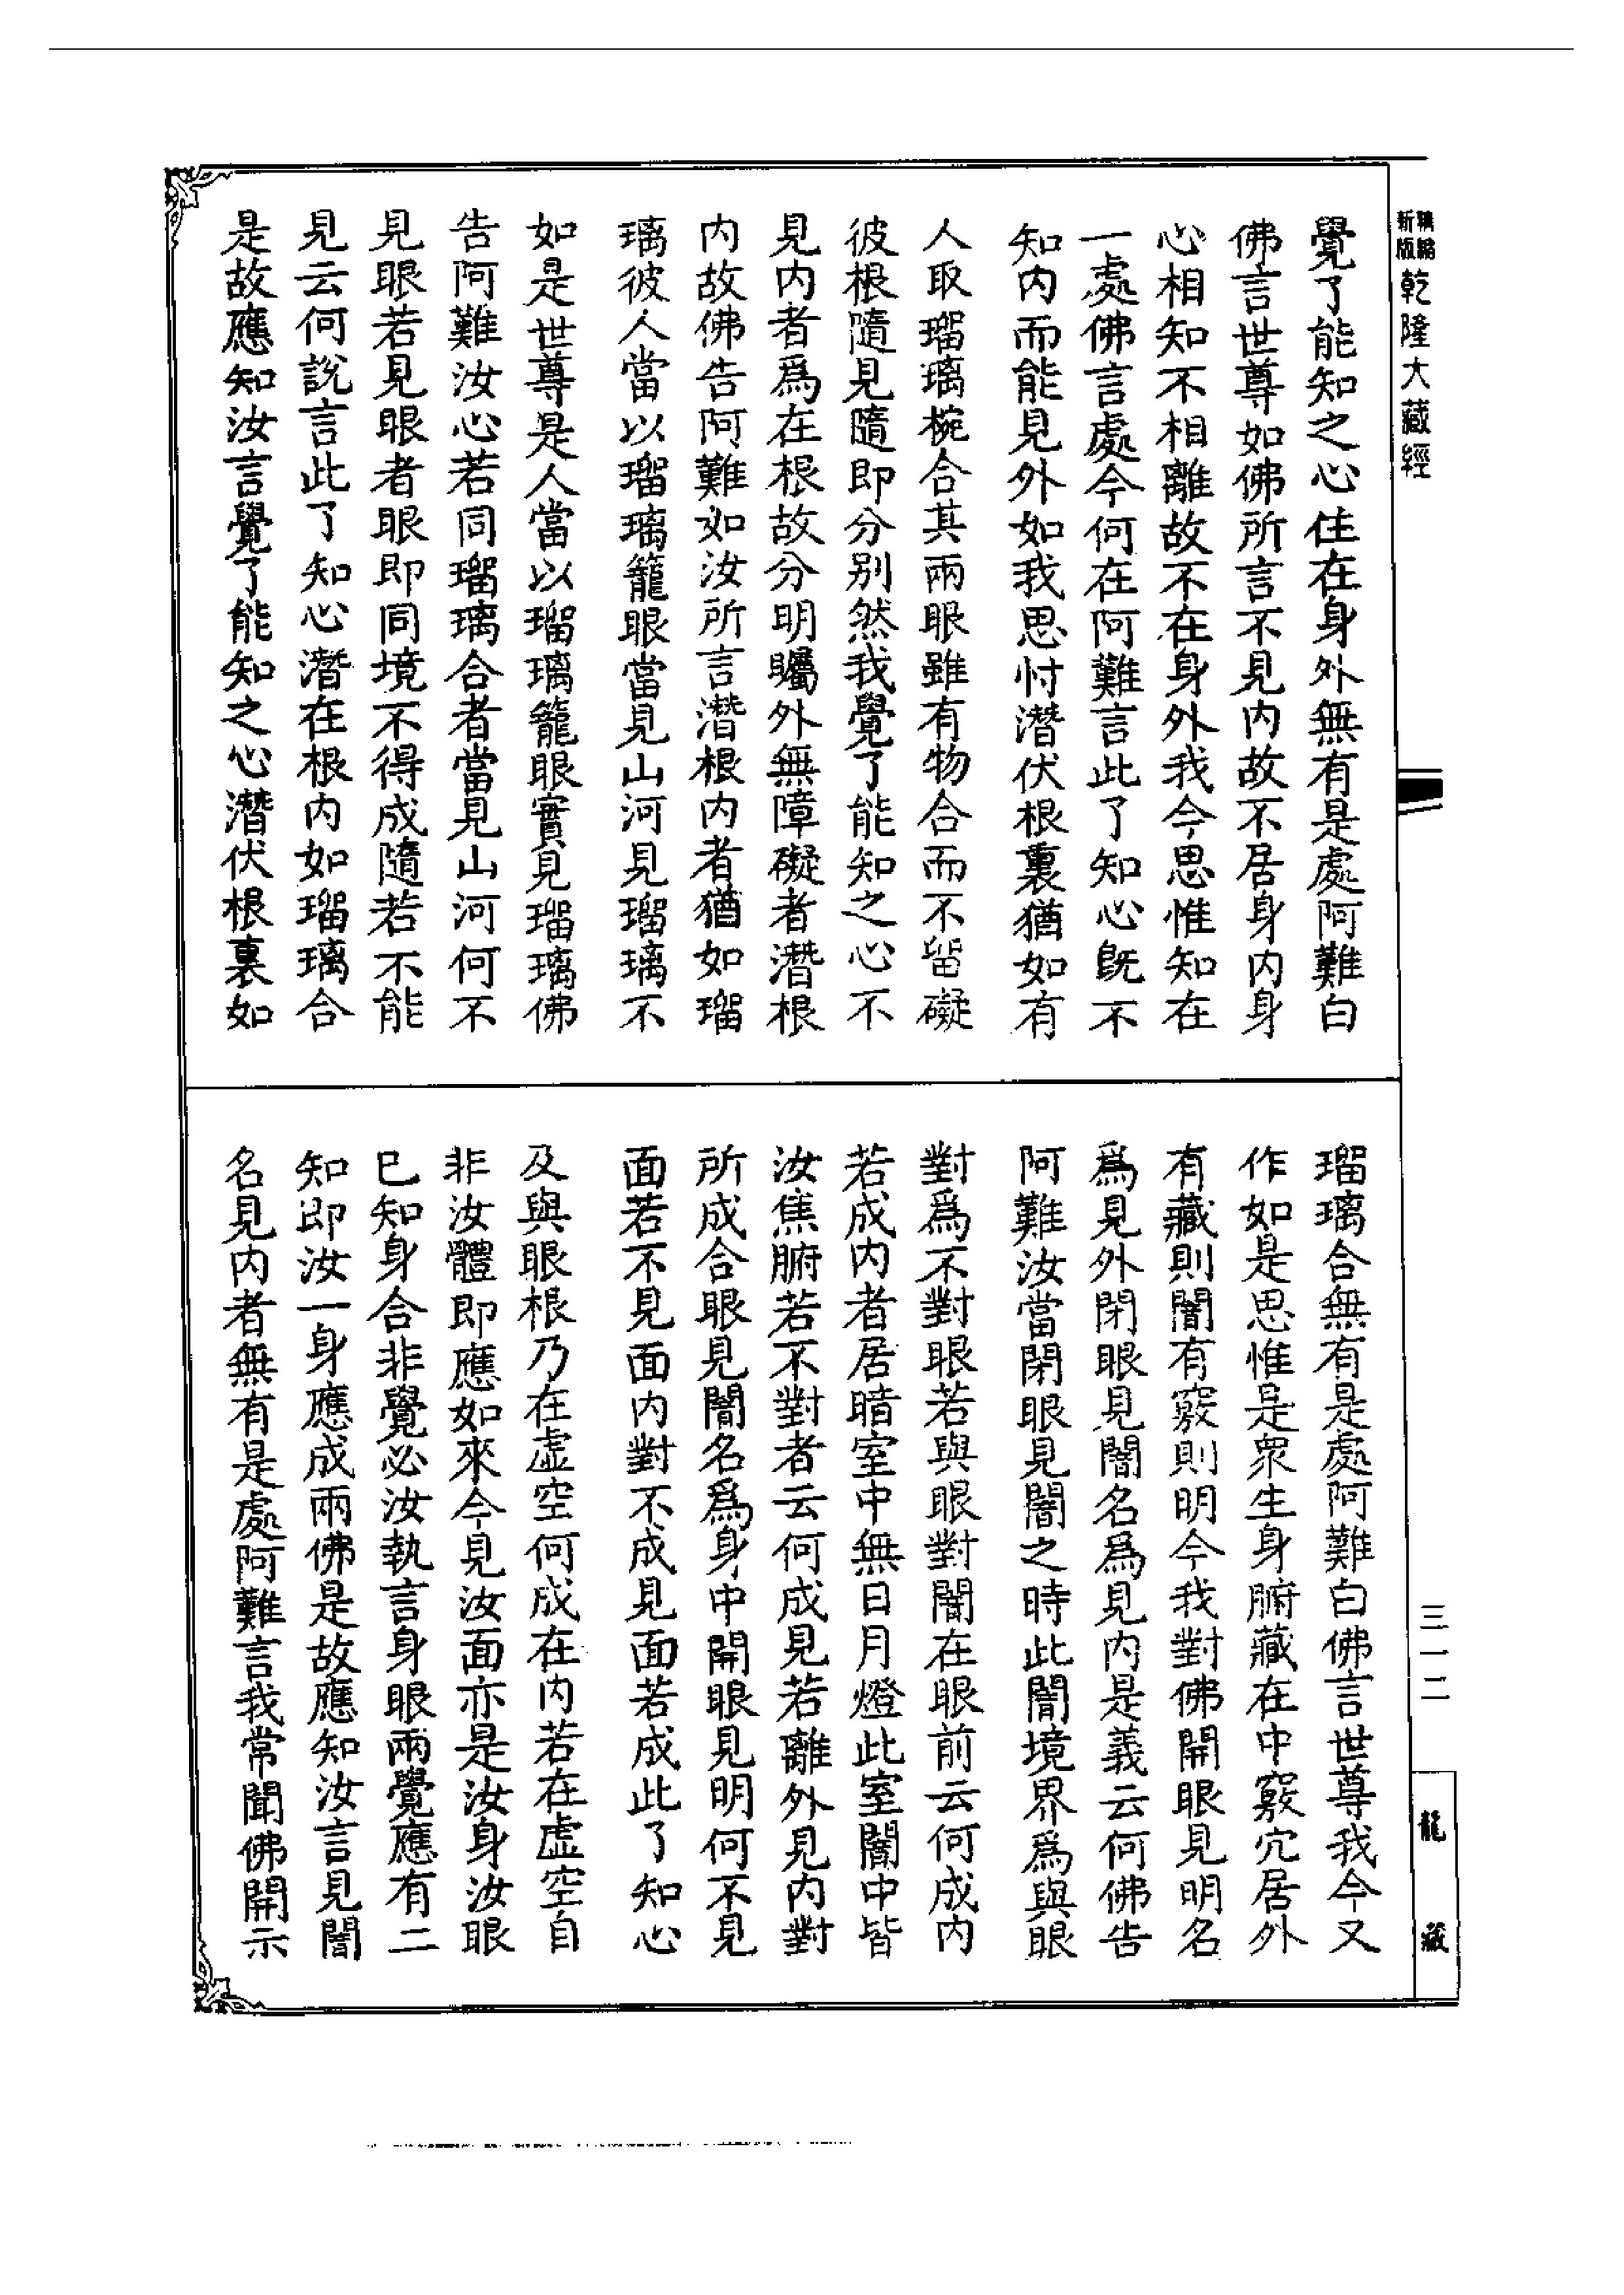 新版
精縮
乾隆大藏經
覺了能知之心住在身外無有是處阿難白
佛言世尊如佛所言不見內故不居身內身
心相知不相離故不在身外我今思惟知在
一處佛言處今何在阿難言此了知心旣不
知內而能見外如我思忖潛伏根裏猶如有
人取瑠璃椀合其兩眼雖有物合而不留礙
彼根隨見隨即分別然我覺了能知之心不
見內者爲在根故分明矚外無障礙者潛根
內故佛告阿難如汝所言潛根內者猶如瑠
璃彼人當以瑠璃籠眼當見山河見瑠璃不
如是世尊是人當以瑠璃籠眼實見瑠璃佛
告阿難汝心若同瑠璃合者當見山河何不
見眼若見眼者眼即同境不得成隨若不能
見云何說言此了知心潛在根內如瑠璃合
是故應知汝言覺了能知之心潛伏根裏如
瑠璃合無有是處阿難白佛言世尊我今又
作如是思惟是眾生身腑藏在中竅穴居外
有藏則闇有竅則明今我對佛開眼見明名
爲見外閉眼見闇名爲見內是義云何佛告
阿難汝當閉眼見闇之時此闇境界爲與眼
對爲不對眼若與眼對闇在眼前云何成內
若成內者居暗室中無日月燈此室闇中皆
汝焦腑若不對者云何成見若離外見內對
所成合眼見闇名爲身中開眼見明何不見
面若不見面內對不成見面若成此了知心
及與眼根乃在虛空何成在內若在虛空自
非汝體即應如來今見汝面亦是汝身汝眼
已知身合非覺必汝執言身眼兩覺應有二
知即汝一身應成兩佛是故應知汝言見闇
名見內者無有是處阿難言我常聞佛開示
三一二
龍藏